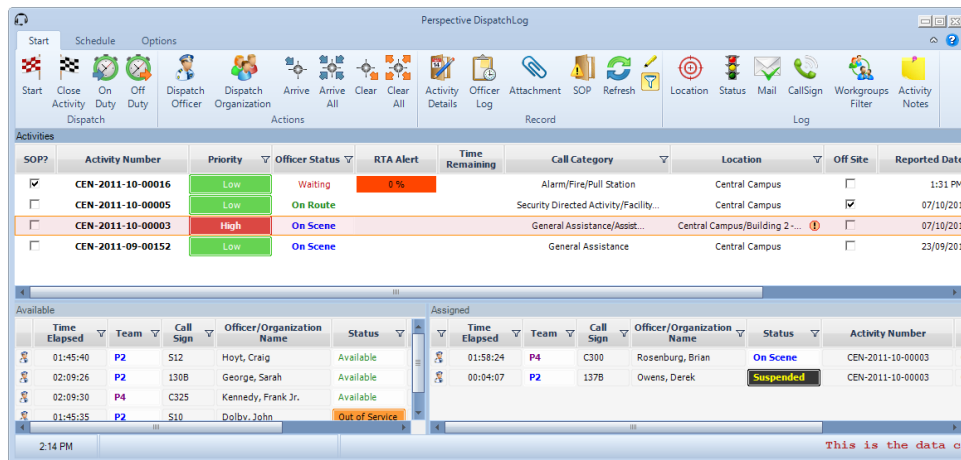 Perspective DispatchLog
Start Schedule Options
Start Close Activity On Duty Off Duty Dispatch Officer Dispatch Organization Arrive Arrive All Clear Clear All Activity Details Officer Log Attachment SOP Refresh Location Status Mail CallSign Workgroups Filter Activity Notes
Dispatch Actions Record Log
Activities
SOP? Activity Number Priority Officer Status RTA Alert Time Remaining Call Category Location Off Site Reported Date
CEN-2011-10-00016 Low Waiting 0 % Alarm/Fire/Pull Station Central Campus 1:31 PM
CEN-2011-10-00005 Low On Route Security Directed Activity/Facility... Central Campus 07/10/201
CEN-2011-10-00003 High On Scene General Assistance/Assist... Central Campus/Building 2 -... 07/10/201
CEN-2011-09-00152 Low On Scene General Assistance Central Campus 23/09/201
Available
Time Elapsed Team Call Sign Officer/Organization Name Status
01:45:40 P2 S12 Hoyt, Craig Available
02:09:26 P2 130B George, Sarah Available
02:09:30 P4 C325 Kennedy, Frank Jr. Available
01:45:35 P2 S10 Dolby, John Out of Service
Assigned
Time Elapsed Team Call Sign Officer/Organization Name Status Activity Number
01:58:24 P4 C300 Rosenburg, Brian On Scene CEN-2011-10-00003
00:04:07 P2 137B Owens, Derek Suspended CEN-2011-10-00003
2:14 PM
This is the data c